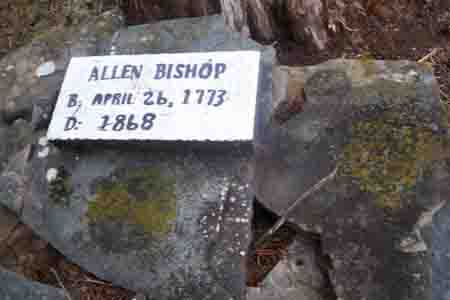 ALLEN BISHOP
B; APRIL 26, 1773
D: 1868